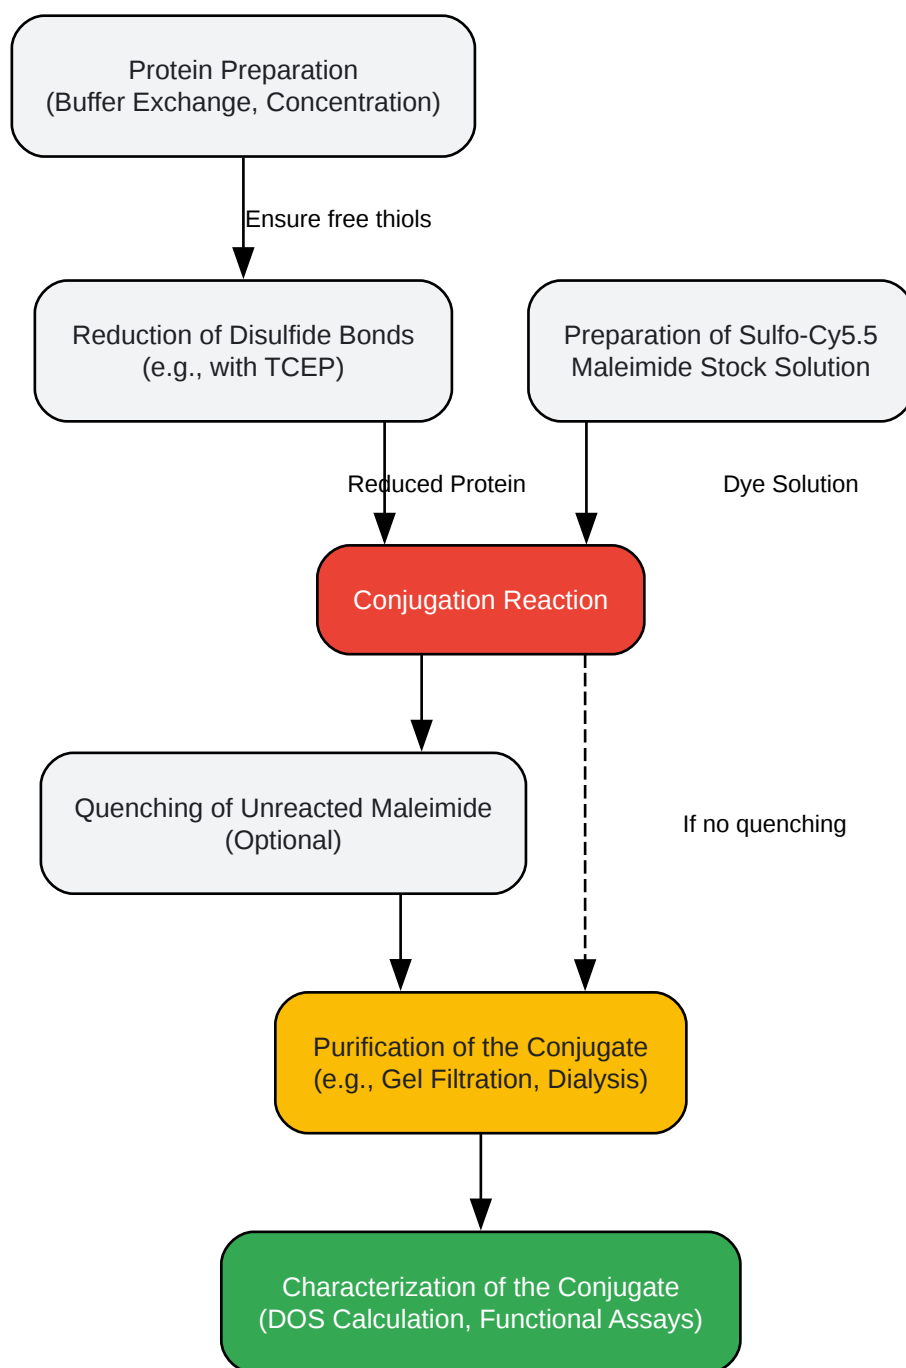 Protein Preparation
(Buffer Exchange, Concentration)
Ensure free thiols
Reduction of Disulfide Bonds
(e.g., with TCEP)
Preparation of Sulfo-Cy5.5
Maleimide Stock Solution
Reduced Protein
Dye Solution
Conjugation Reaction
Quenching of Unreacted Maleimide
(Optional)
If no quenching
Purification of the Conjugate
(e.g., Gel Filtration, Dialysis)
Characterization of the Conjugate
(DOS Calculation, Functional Assays)